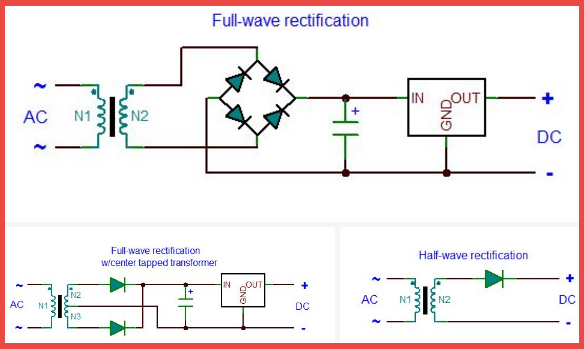 Full-wave rectification
~
+
IN OUT
+
AC N1 N2
GND
DC
~
-
Full-wave rectification
w/center tapped transformer
~
N2
+
IN OUT
+
AC N1
GND
DC
N3
~
-
Half-wave rectification
~
+
AC N1 N2 DC
~
-